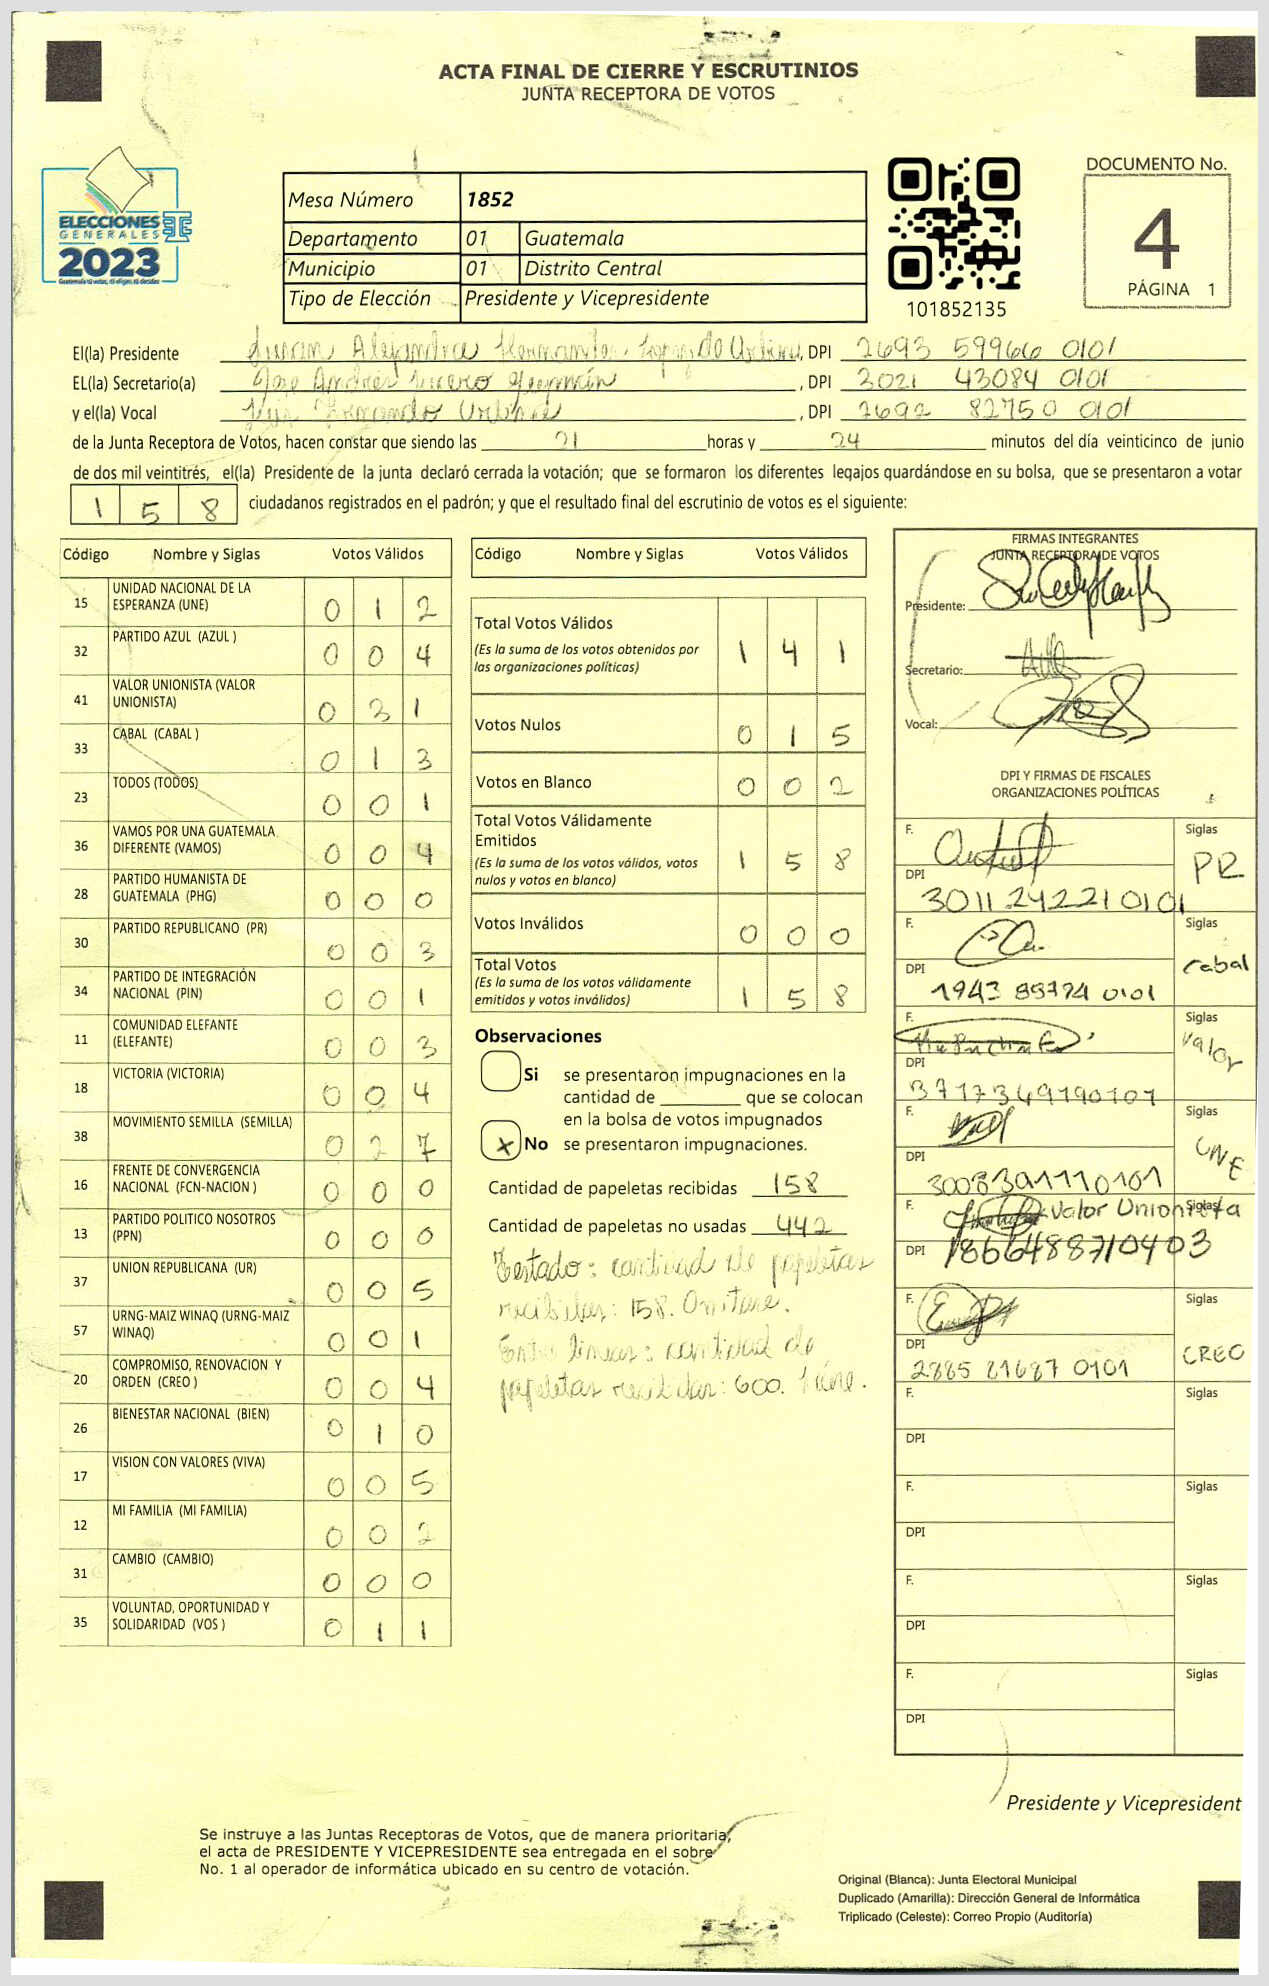 ACTA FINAL DE CIERRE Y ESCRUTINIOS
JUNTA RECEPTORA DE VOTOS
ELECCIONES
GENERALES
2023
Mesa Número 1852
Departamento 01 Guatemala
Municipio 01 Distrito Central
Tipo de Elección Presidente y Vicepresidente
101852135
DOCUMENTO No.
4
PÁGINA 1
El(la) Presidente Alejandra , DPI 2693 59966 0101
EL(la) Secretario(a) Jose Andrés , DPI 3021 43084 0101
y el(la) Vocal Luis Fernando , DPI 2692 82750 0101
de la Junta Receptora de Votos, hacen constar que siendo las 21 horas y 24 minutos del día veinticinco de junio
de dos mil veintitrés, el(la) Presidente de la junta declaró cerrada la votación; que se formaron los diferentes legajos guardándose en su bolsa, que se presentaron a votar
1 5 8 ciudadanos registrados en el padrón; y que el resultado final del escrutinio de votos es el siguiente:
Código Nombre y Siglas Votos Válidos
15 UNIDAD NACIONAL DE LA ESPERANZA (UNE) 0 1 2
32 PARTIDO AZUL (AZUL ) 0 0 4
41 VALOR UNIONISTA (VALOR UNIONISTA) 0 3 1
33 CABAL (CABAL ) 0 1 3
23 TODOS (TODOS) 0 0 1
36 VAMOS POR UNA GUATEMALA DIFERENTE (VAMOS) 0 0 4
28 PARTIDO HUMANISTA DE GUATEMALA (PHG) 0 0 0
30 PARTIDO REPUBLICANO (PR) 0 0 3
34 PARTIDO DE INTEGRACIÓN NACIONAL (PIN) 0 0 1
11 COMUNIDAD ELEFANTE (ELEFANTE) 0 0 3
18 VICTORIA (VICTORIA) 0 0 4
38 MOVIMIENTO SEMILLA (SEMILLA) 0 2 7
16 FRENTE DE CONVERGENCIA NACIONAL (FCN-NACION ) 0 0 0
13 PARTIDO POLITICO NOSOTROS (PPN) 0 0 0
37 UNION REPUBLICANA (UR) 0 0 5
57 URNG-MAIZ WINAQ (URNG-MAIZ WINAQ) 0 0 1
20 COMPROMISO, RENOVACION Y ORDEN (CREO ) 0 0 4
26 BIENESTAR NACIONAL (BIEN) 0 1 0
17 VISION CON VALORES (VIVA) 0 0 5
12 MI FAMILIA (MI FAMILIA) 0 0 2
31 CAMBIO (CAMBIO) 0 0 0
35 VOLUNTAD, OPORTUNIDAD Y SOLIDARIDAD (VOS ) 0 1 1
Código Nombre y Siglas Votos Válidos
Total Votos Válidos 1 4 1
(Es la suma de los votos obtenidos por
las organizaciones políticas)
Votos Nulos 0 1 5
Votos en Blanco 0 0 2
Total Votos Válidamente
Emitidos 1 5 8
(Es la suma de los votos válidos, votos
nulos y votos en blanco)
Votos Inválidos 0 0 0
Total Votos 1 5 8
(Es la suma de los votos válidamente
emitidos y votos inválidos)
Observaciones
Si se presentaron impugnaciones en la
cantidad de ________ que se colocan
en la bolsa de votos impugnados
X No se presentaron impugnaciones.
Cantidad de papeletas recibidas 158
Cantidad de papeletas no usadas 442
Testado: cantidad de papeletas
recibidas: 158. Omitase.
Entre lineas: cantidad de
papeletas recibidas: 600. léase.
FIRMAS INTEGRANTES
JUNTA RECEPTORA DE VOTOS
Presidente:
Secretario:
Vocal:
DPI Y FIRMAS DE FISCALES
ORGANIZACIONES POLÍTICAS
F. Siglas PR
DPI 3011 24221 0101
F. Siglas Cabal
DPI 1943 0101
F. Siglas Valor
DPI 3717349190101
F. Siglas UNE
DPI
F. Valor Unionista Siglas
DPI 1866488710403
F. Siglas CREO
DPI 2885 21687 0101
F. Siglas
DPI
F. Siglas
DPI
F. Siglas
DPI
F. Siglas
DPI
Presidente y Vicepresident
Se instruye a las Juntas Receptoras de Votos, que de manera prioritaria,
el acta de PRESIDENTE Y VICEPRESIDENTE sea entregada en el sobre
No. 1 al operador de informática ubicado en su centro de votación.
Original (Blanca): Junta Electoral Municipal
Duplicado (Amarilla): Dirección General de Informática
Triplicado (Celeste): Correo Propio (Auditoría)